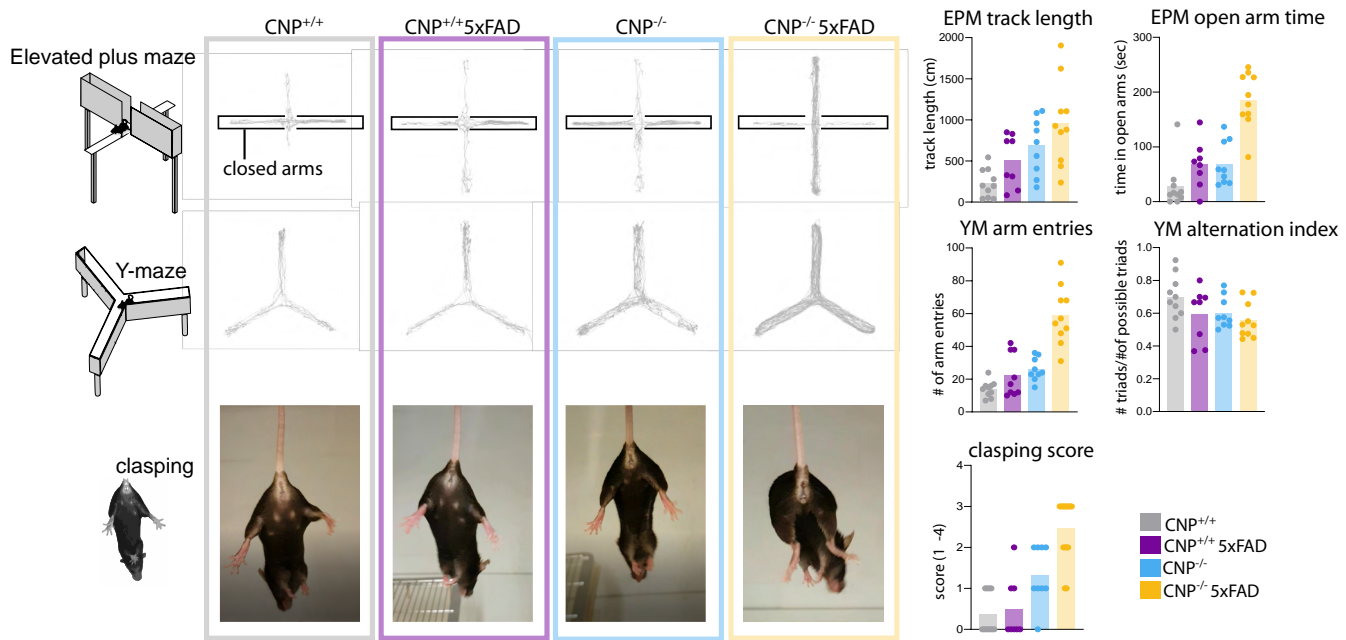 CNP+/+
CNP+/+5xFAD
CNP-/-
CNP-/- 5xFAD
Elevated plus maze
closed arms
Y-maze
clasping
EPM track length
track length (cm)
2000
1500
1000
500
0
EPM open arm time
time in open arms (sec)
300
200
100
0
YM arm entries
# of arm entries
100
80
60
40
20
0
YM alternation index
# triads/#of possible triads
1.0
0.8
0.6
0.4
0.2
0.0
clasping score
score (1 -4)
4
3
2
1
0
CNP+/+
CNP+/+ 5xFAD
CNP-/-
CNP-/- 5xFAD